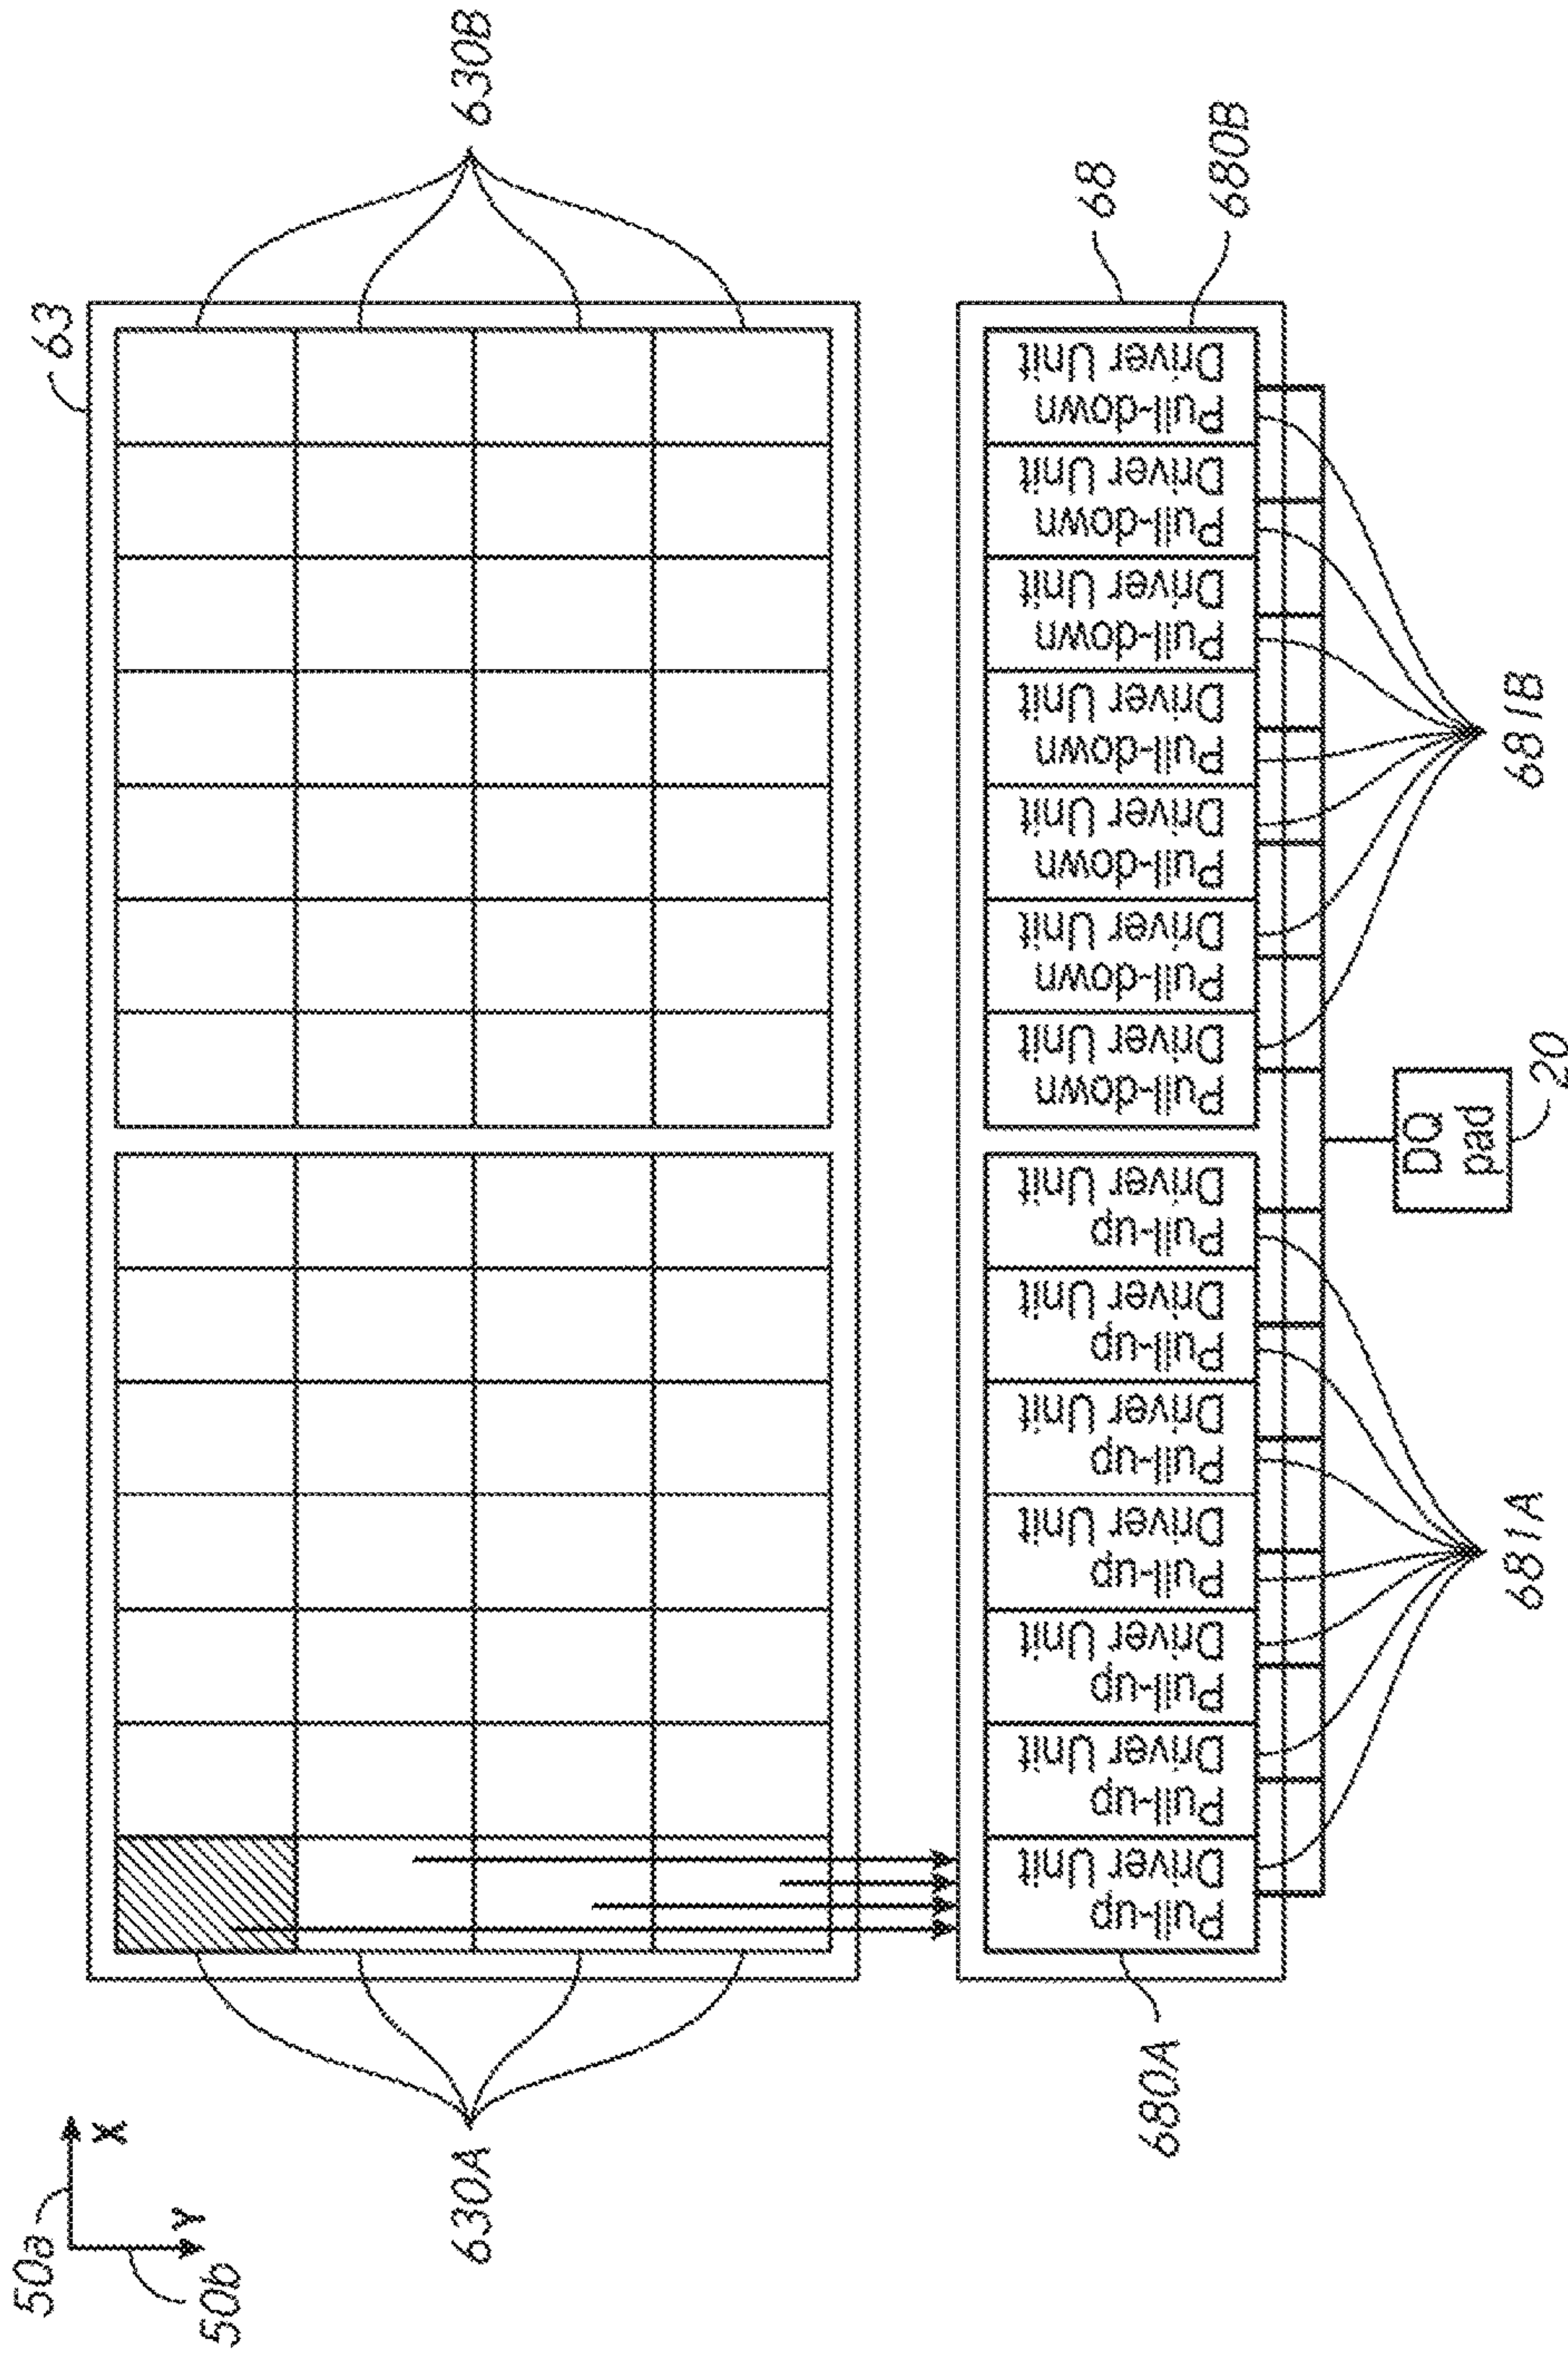 50a
X
Y
50b
63
630A
630B
68
680A
680B
Pull-up
Driver Unit
Pull-up
Driver Unit
Pull-up
Driver Unit
Pull-up
Driver Unit
Pull-up
Driver Unit
Pull-up
Driver Unit
Pull-up
Driver Unit
Pull-down
Driver Unit
Pull-down
Driver Unit
Pull-down
Driver Unit
Pull-down
Driver Unit
Pull-down
Driver Unit
Pull-down
Driver Unit
Pull-down
Driver Unit
681A
DQ
pad
20
681B